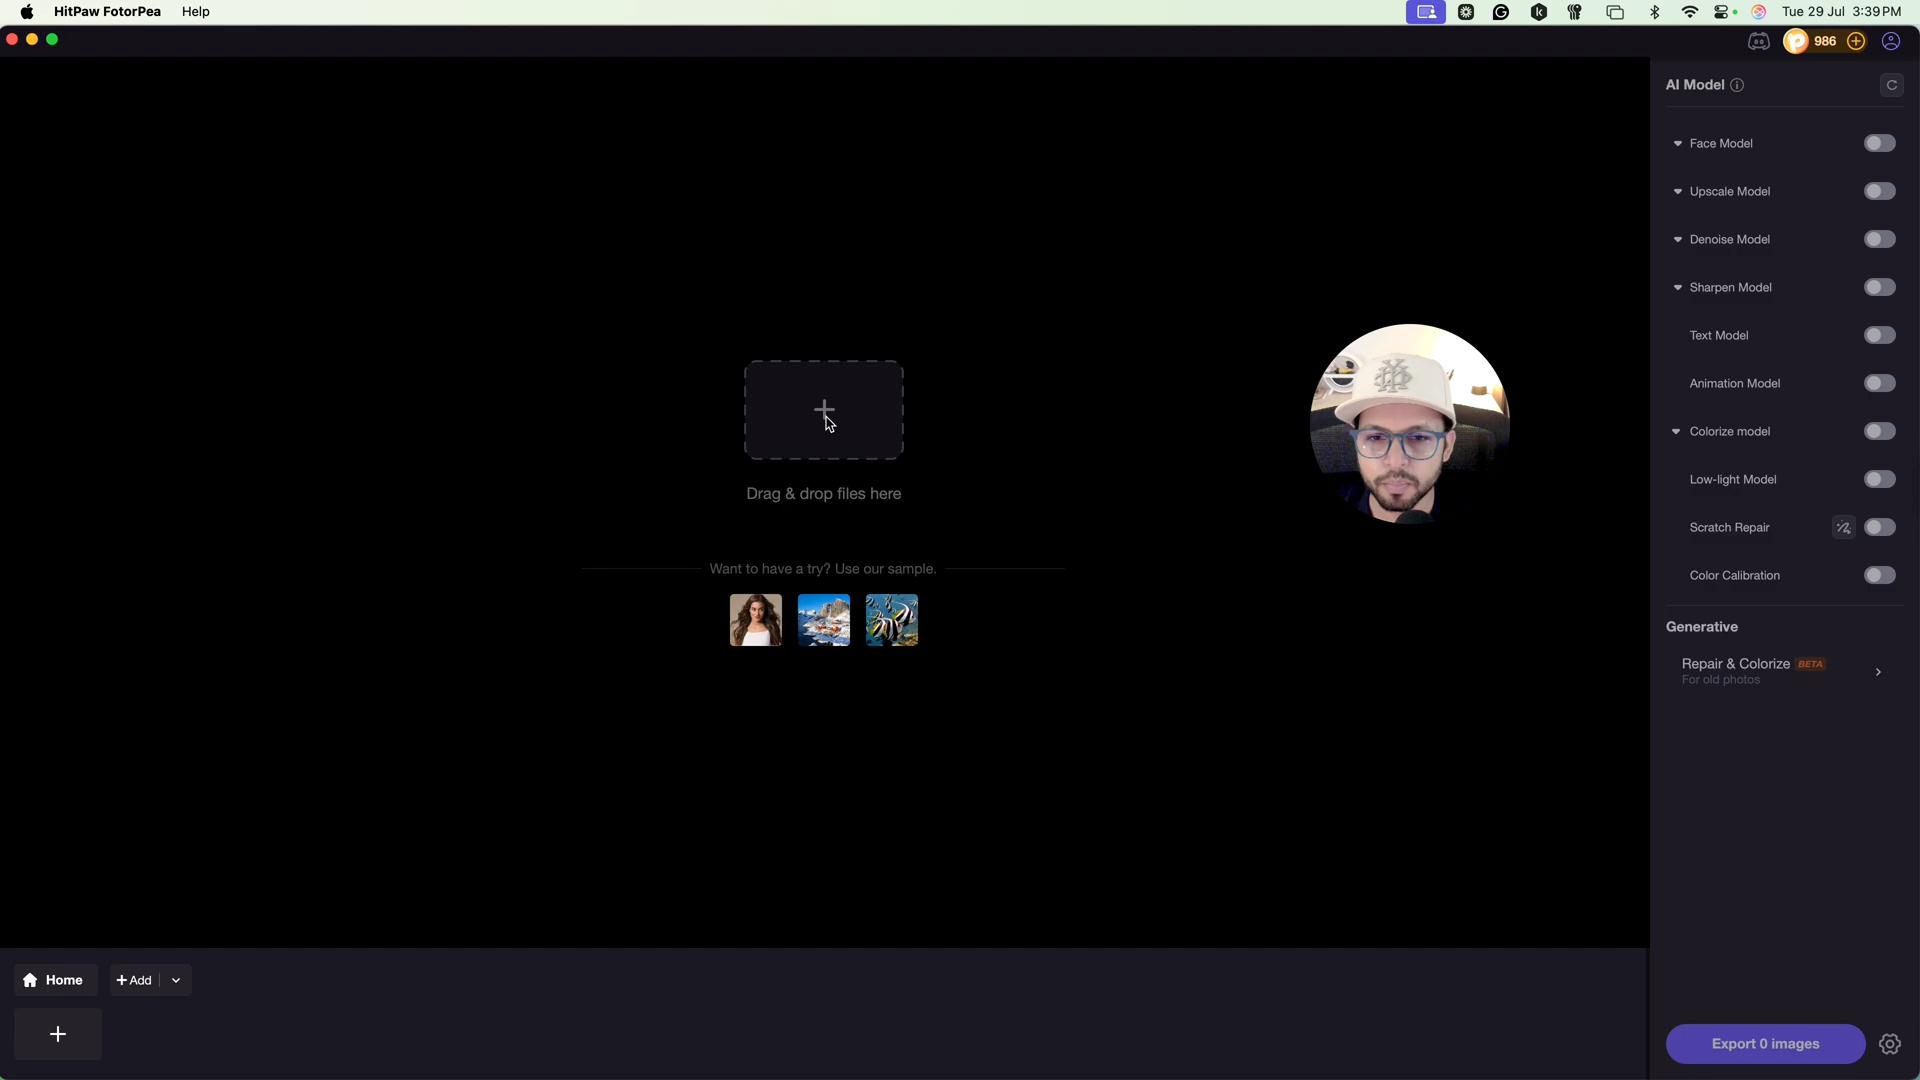 HitPaw FotorPea
Help
Tue 29 Jul 3:39 PM
986
AI Model
Face Model
Upscale Model
Denoise Model
Sharpen Model
Text Model
Animation Model
Colorize model
Low-light Model
Scratch Repair
Color Calibration
Generative
Repair & Colorize BETA
For old photos
Drag & drop files here
Want to have a try? Use our sample.
Home
+ Add
Export 0 images